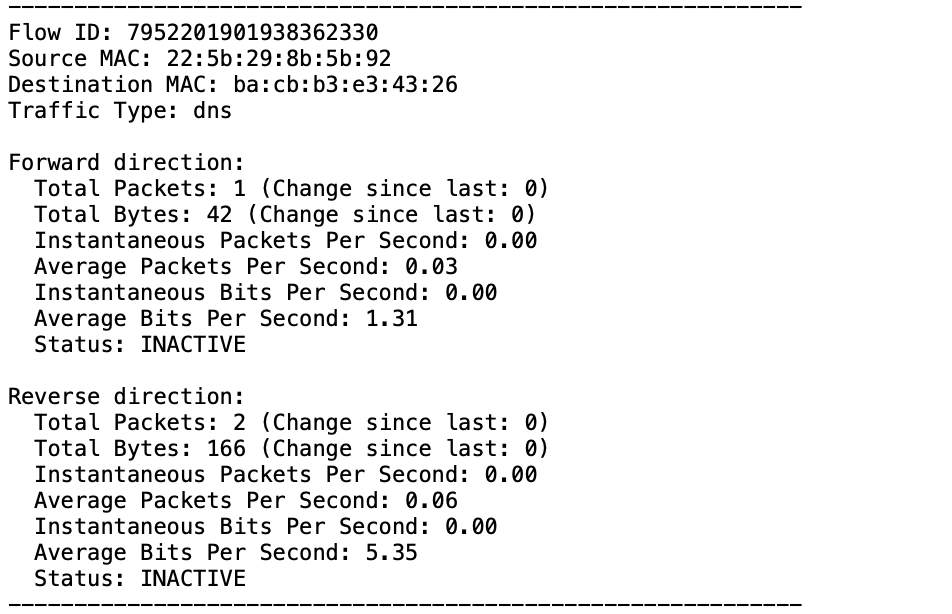 Flow ID: 7952201901938362330
Source MAC: 22:5b:29:8b:5b:92
Destination MAC: ba:cb:b3:e3:43:26
Traffic Type: dns
Forward direction:
Total Packets: 1 (Change since last: 0)
Total Bytes: 42 (Change since last: 0)
Instantaneous Packets Per Second: 0.00
Average Packets Per Second: 0.03
Instantaneous Bits Per Second: 0.00
Average Bits Per Second: 1.31
Status: INACTIVE
Reverse direction:
Total Packets: 2 (Change since last: 0)
Total Bytes: 166 (Change since last: 0)
Instantaneous Packets Per Second: 0.00
Average Packets Per Second: 0.06
Instantaneous Bits Per Second: 0.00
Average Bits Per Second: 5.35
Status: INACTIVE